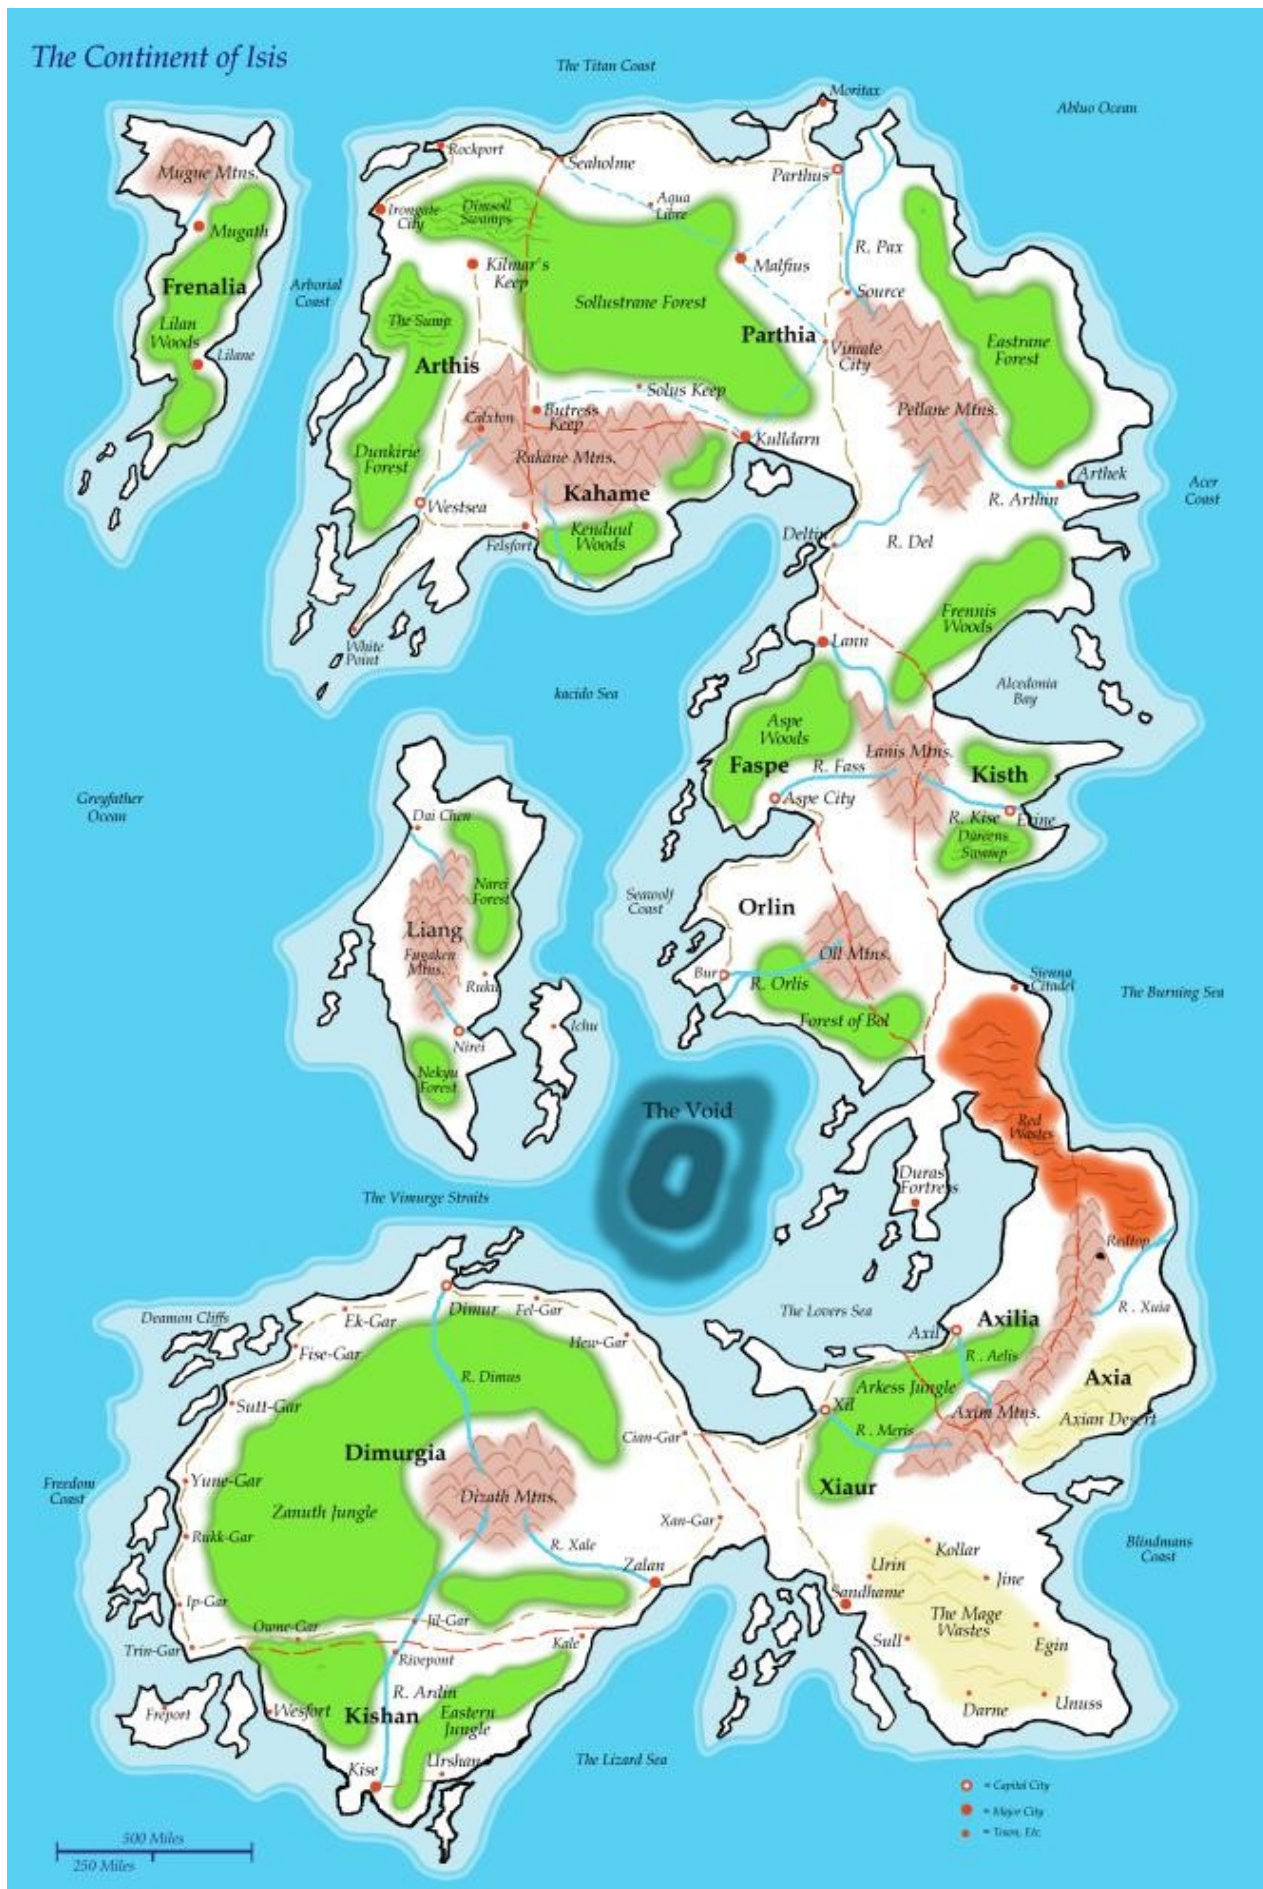 The Continent of Isis
The Titan Coast
Abluo Ocean
Moritax
Rockport
Seaholme
Parthus
Mugue Mtns.
Mugath
Frenalia
Lilan
Woods
Lilane
Arborial
Coast
Irongate
City
Dimsoll
Swamps
Aqua
Libre
R. Pax
Kilmar's
Keep
Malfius
Source
Sollustrane Forest
The Sump
Parthia
Vimate
City
Eastrane
Forest
Arthis
Solus Keep
Calxton
Butress
Keep
Pellane Mtns.
Kulldarn
Dunkirie
Forest
Rakane Mtns.
Kahame
Arthek
R. Arthin
Acer
Coast
Westsea
Felsfort
Kenduul
Woods
Deltin
R. Del
White
Point
Frennis
Woods
Lann
kacido Sea
Alcedonia
Bay
Aspe
Woods
Lanis Mtns.
Faspe
R. Fass
Kisth
Aspe City
R. Kise
Erine
Dareens
Swamp
Greyfather
Ocean
Dai Chen
Narei
Forest
Seawolf
Coast
Orlin
Liang
Fugaken
Mtns.
Oll Mtns.
Ruku
Bur
R. Orlis
Sienna
Citadel
The Burning Sea
Ichu
Forest of Bol
Nirei
Nekyu
Forest
The Void
Red
Wastes
Duras
Fortress
The Vimurge Straits
Redtop
R. Xuia
Deamon Cliffs
Dimur
Fel-Gar
Ek-Gar
The Lovers Sea
Axilia
Axil
Hew-Gar
Fise-Gar
R. Aelis
R. Dimus
Arkess Jungle
Axia
Sutt-Gar
Xil
Axim Mtns.
Axian Desert
Cian-Gar
R. Meris
Dimurgia
Freedom
Coast
Yune-Gar
Xiaur
Dizath Mtns.
Zanuth Jungle
Xan-Gar
Rukk-Gar
R. Xale
Kollar
Blindmans
Coast
Zalan
Urin
Jine
Sandhame
Ip-Gar
The Mage
Wastes
Owne-Gar
Jil-Gar
Trin-Gar
Kale
Sull
Egin
Rivepont
R. Ardin
Freport
Wesfort
Kishan
Eastern
Jungle
Darne
Unuss
Kise
Urshan
The Lizard Sea
= Capital City
= Major City
= Town, Etc.
500 Miles
250 Miles